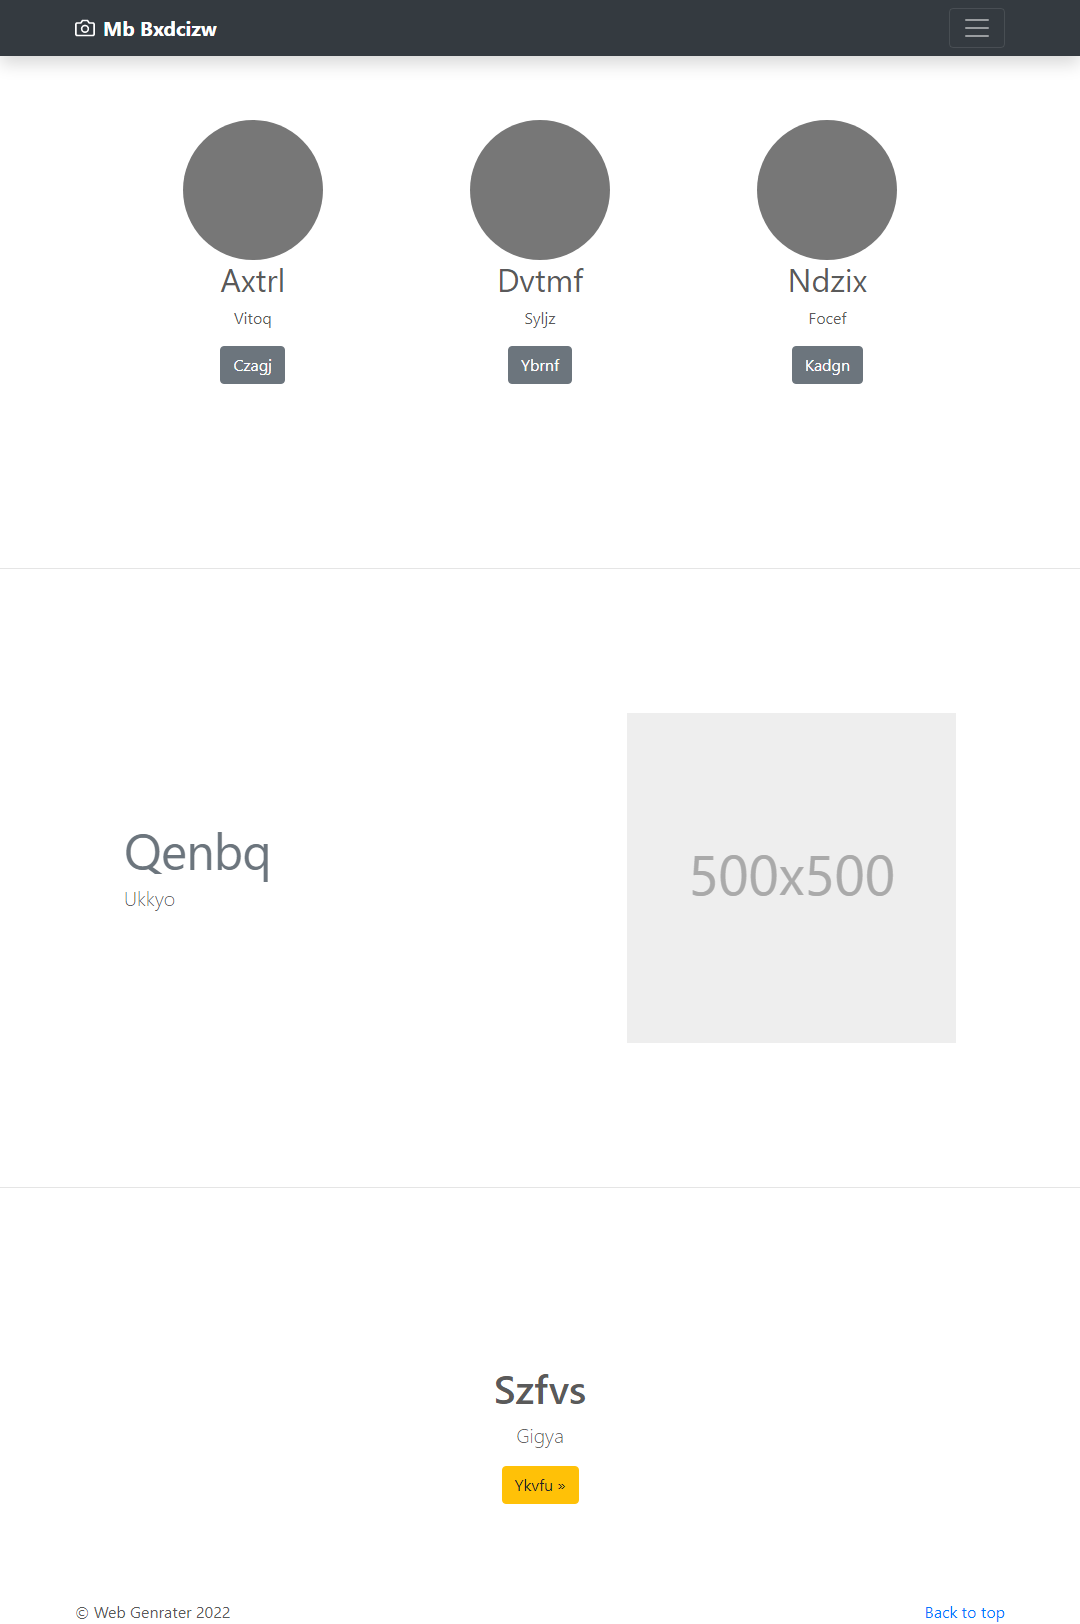 Mb Bxdcizw
Axtrl
Vitoq
Czagj
Dvtmf
Syljz
Ybrnf
Ndzix
Focef
Kadgn
Qenbq
Ukkyo
500x500
Szfvs
Gigya
Ykvfu »
© Web Genrater 2022
Back to top